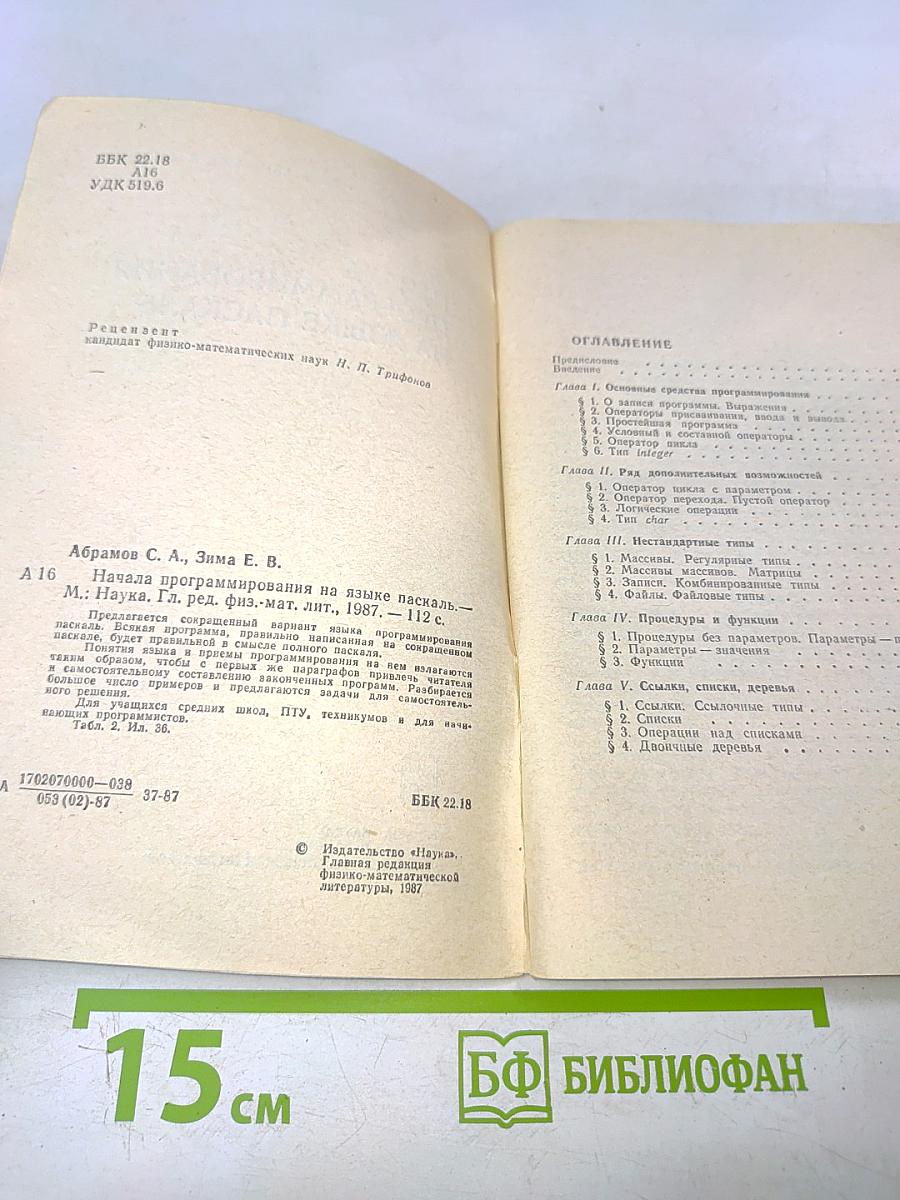 ББК 22.18
А16
УДК 519.6
Рецензент
кандидат физико-математических наук Н. П. Трифонов
Абрамов С. А., Зима Е. В.
А 16 Начала программирования на языке паскаль.—
М.: Наука. Гл. ред. физ.-мат. лит., 1987. — 112 с.
Предлагается сокращенный вариант языка программирования
паскаль. Всякая программа, правильно написанная на сокращенном
паскале, будет правильной в смысле полного паскаля.
Понятия языка и приемы программирования на нем излагаются
таким образом, чтобы с первых же параграфов привлечь читателя
к самостоятельному составлению законченных программ. Разбирается
большое число примеров и предлагаются задачи для самостоятель-
ного решения.
Для учащихся средних школ, ПТУ, техникумов и для начи-
нающих программистов.
Табл. 2. Ил. 36.
А 1702070000—038
053 (02)-87 37-87
ББК 22.18
© Издательство «Наука».
Главная редакция
физико-математической
литературы, 1987
ОГЛАВЛЕНИЕ
Предисловие . . . . . . . . . .
Введение . . . . . . . . . .
Глава I. Основные средства программирования
§ 1. О записи программы. Выражения . . . .
§ 2. Операторы присваивания, ввода и вывода . . .
§ 3. Простейшая программа . . . . . .
§ 4. Условный и составной операторы . . . .
§ 5. Оператор цикла . . . . . . . .
§ 6. Тип integer . . . . . . . . .
Глава II. Ряд дополнительных возможностей . . .
§ 1. Оператор цикла с параметром . . . .
§ 2. Оператор перехода. Пустой оператор . . .
§ 3. Логические операции . . . . . .
§ 4. Тип char . . . . . . . . .
Глава III. Нестандартные типы . . . . .
§ 1. Массивы. Регулярные типы . . . .
§ 2. Массивы массивов. Матрицы . . . .
§ 3. Записи. Комбинированные типы . . . .
§ 4. Файлы. Файловые типы . . . . .
Глава IV. Процедуры и функции . . . .
§ 1. Процедуры без параметров. Параметры — п
§ 2. Параметры — значения . . . . .
§ 3. Функции . . . . . . . .
Глава V. Ссылки, списки, деревья . . . .
§ 1. Ссылки. Ссылочные типы . . . .
§ 2. Списки . . . . . . . .
§ 3. Операции над списками . . . .
§ 4. Двоичные деревья . . . . .
15 см
БФ БИБЛИОФАН